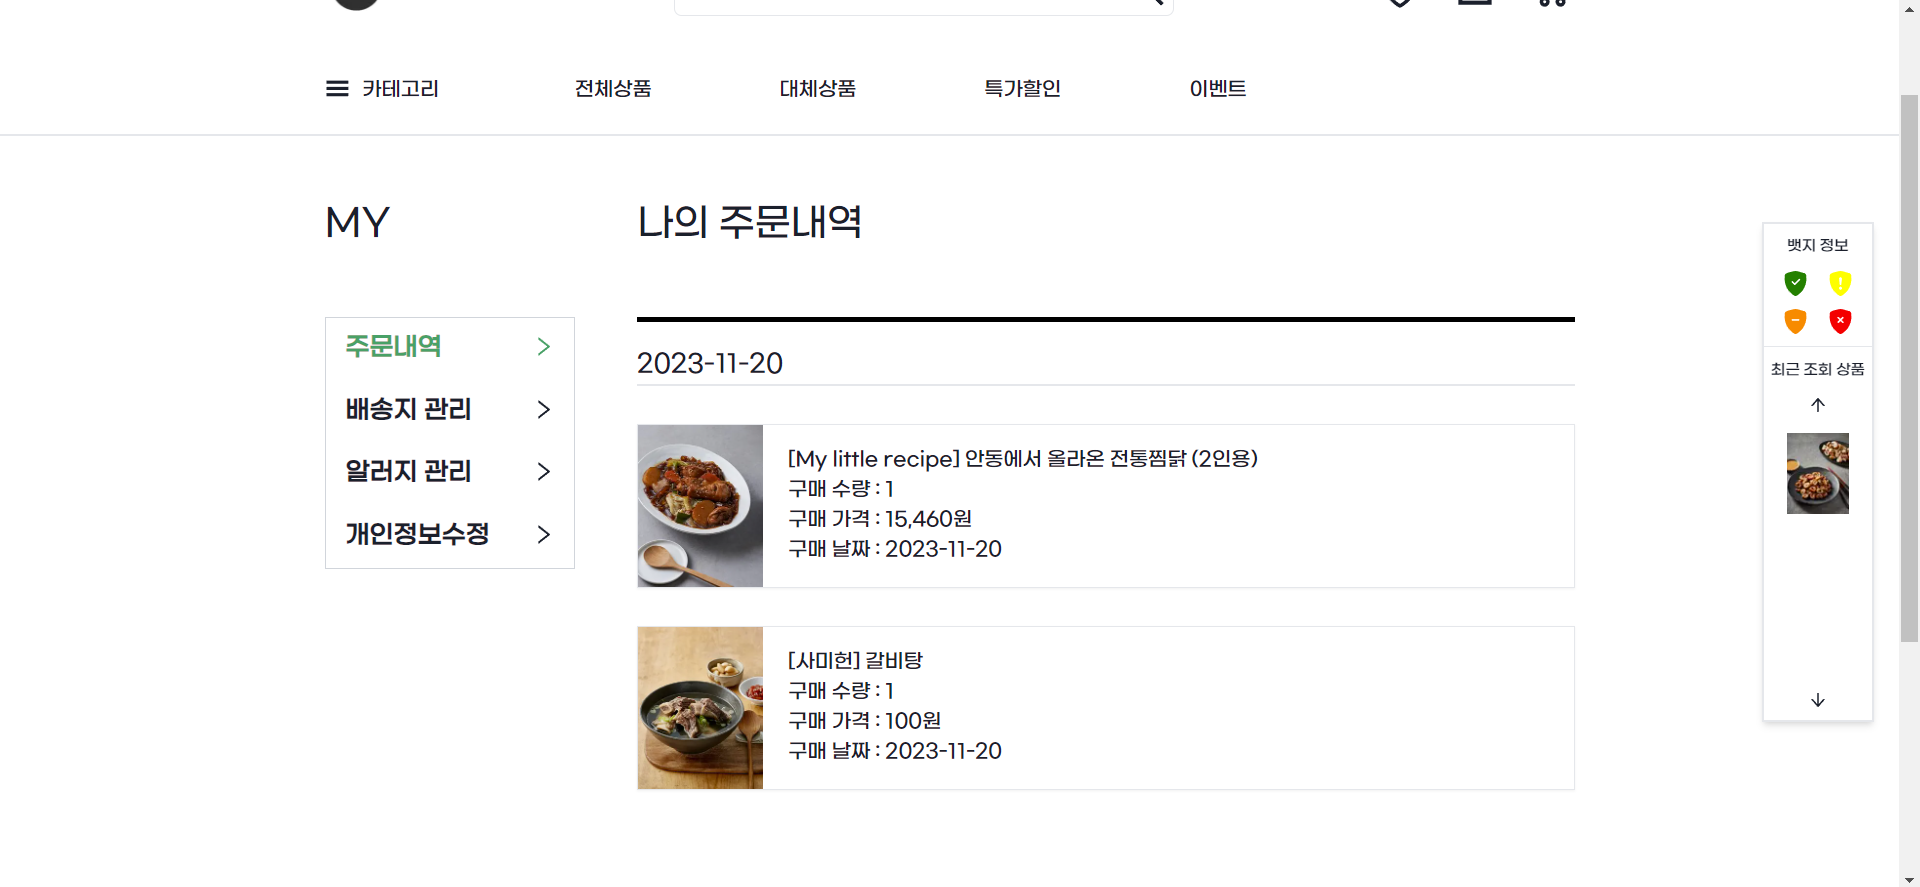 카테고리
전체상품
대체상품
특가할인
이벤트
MY
나의 주문내역
주문내역
배송지 관리
알러지 관리
개인정보수정
2023-11-20
[My little recipe] 안동에서 올라온 전통찜닭 (2인용)
구매 수량 : 1
구매 가격 : 15,460원
구매 날짜 : 2023-11-20
[사미헌] 갈비탕
구매 수량 : 1
구매 가격 : 100원
구매 날짜 : 2023-11-20
뱃지 정보
최근 조회 상품